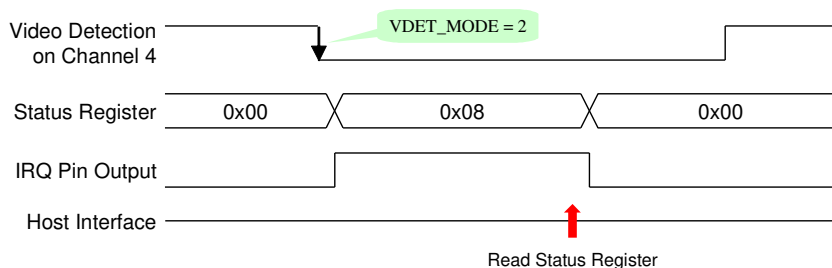 Video Detection
on Channel 4
VDET_MODE = 2
Status Register
0x00
0x08
0x00
IRQ Pin Output
Host Interface
Read Status Register